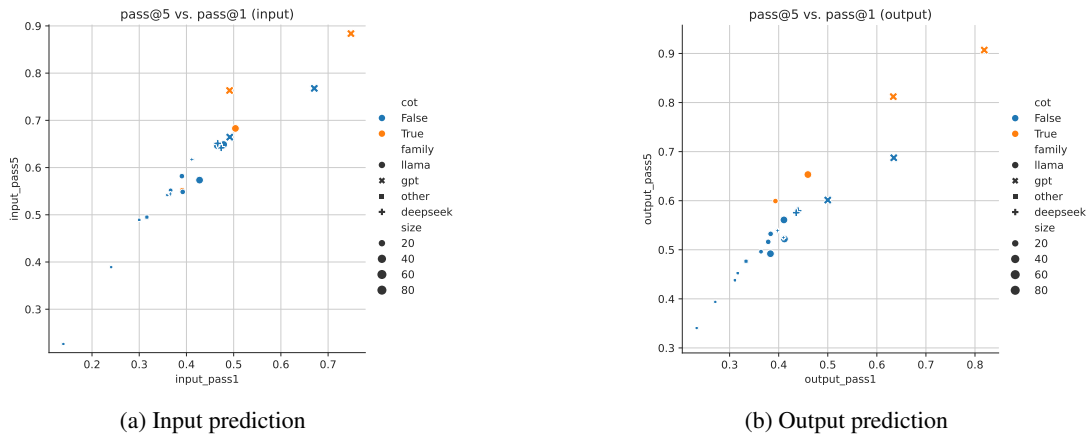 pass@5 vs. pass@1 (input)
0.9
0.8
0.7
0.6
0.5
0.4
0.3
input_pass5
0.2 0.3 0.4 0.5 0.6 0.7
input_pass1
cot
False
True
family
llama
gpt
other
deepseek
size
20
40
60
80
(a) Input prediction
pass@5 vs. pass@1 (output)
0.9
0.8
0.7
0.6
0.5
0.4
0.3
output_pass5
0.3 0.4 0.5 0.6 0.7 0.8
output_pass1
cot
False
True
family
llama
gpt
other
deepseek
size
20
40
60
80
(b) Output prediction